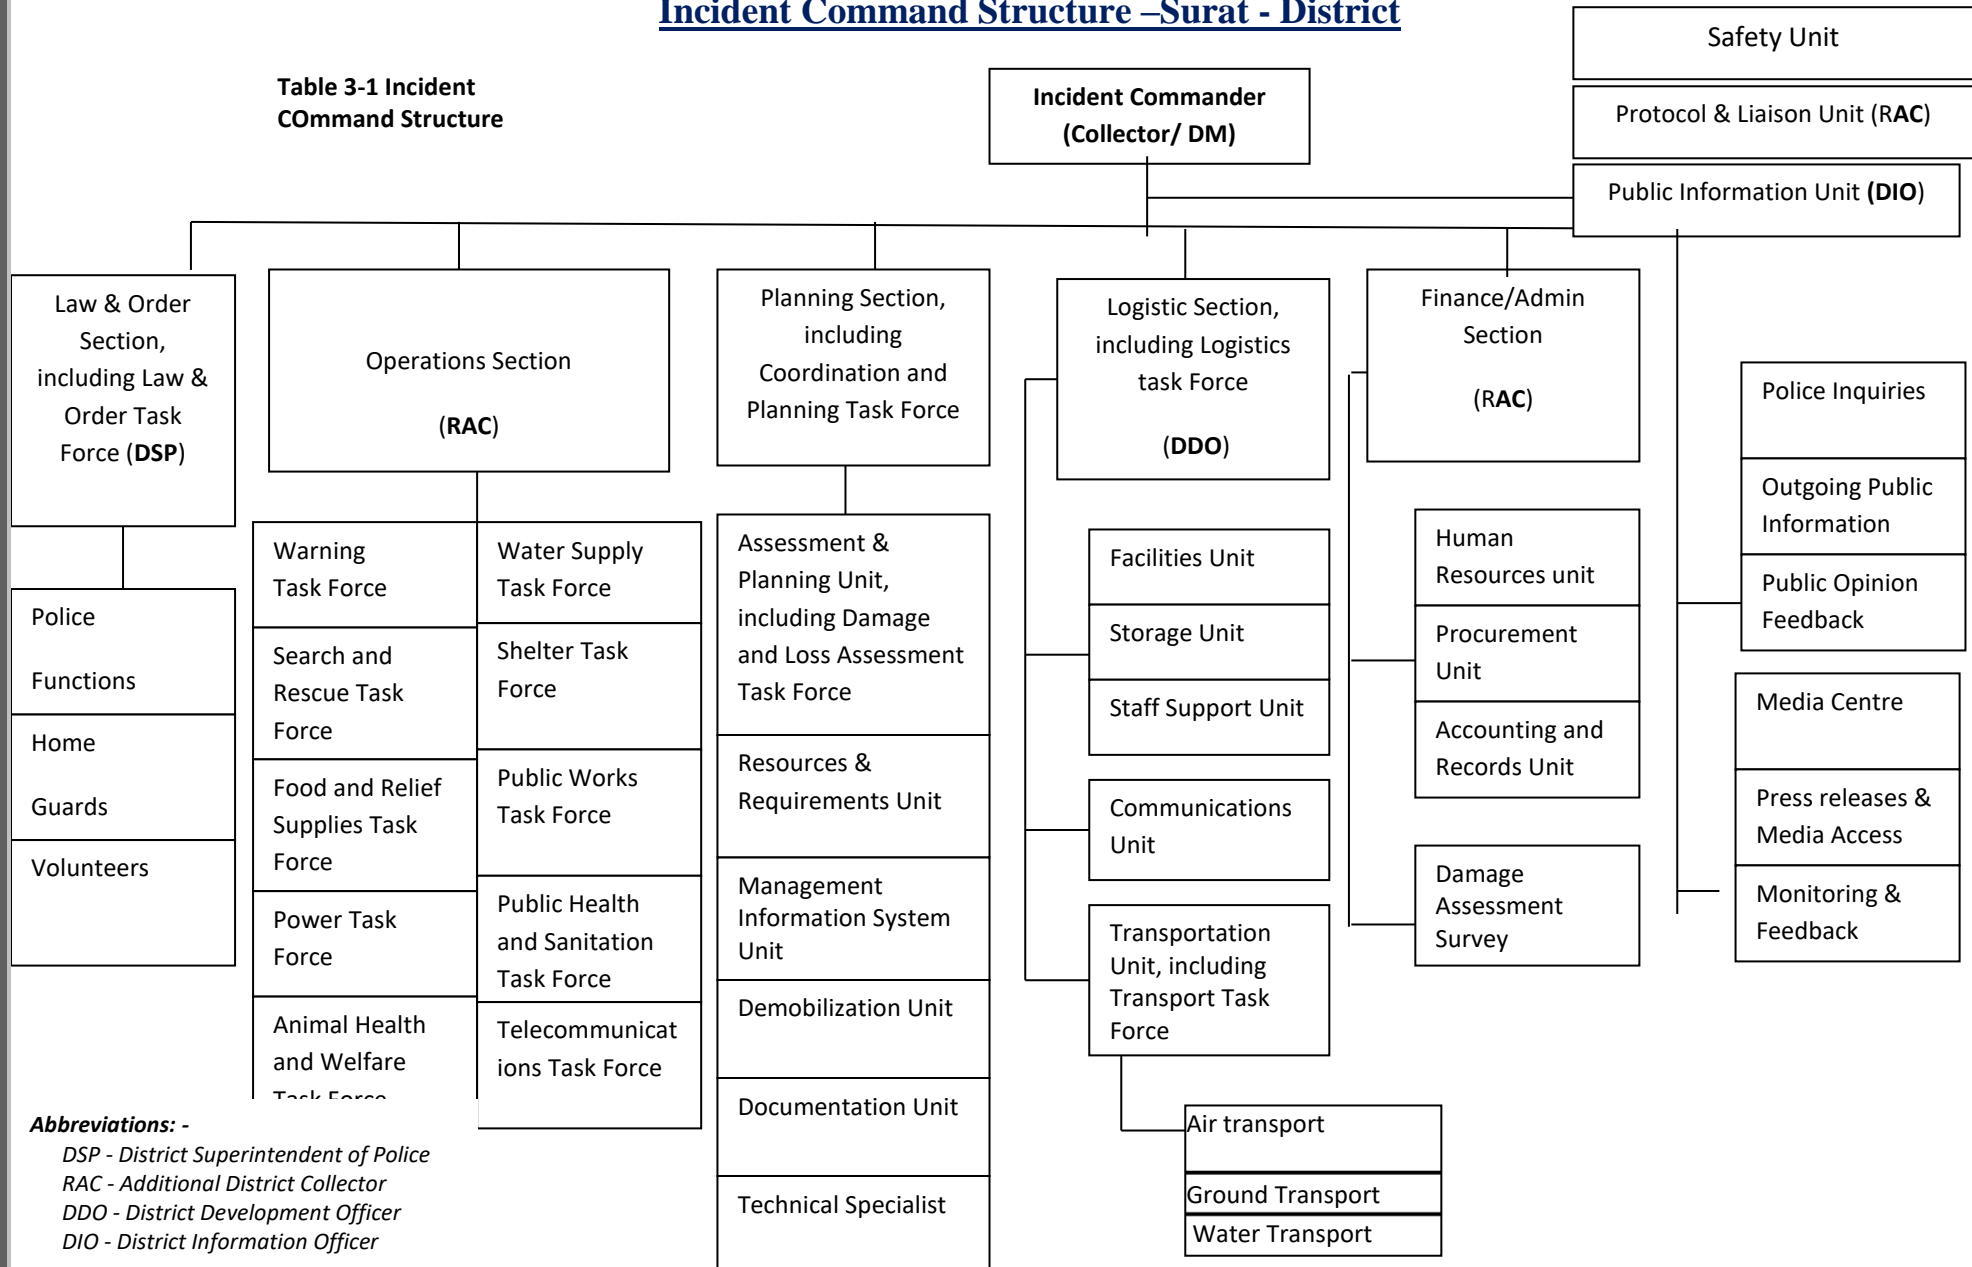 Incident Command Structure –Surat - District
Table 3-1 Incident
COmmand Structure
Incident Commander
(Collector/ DM)
Safety Unit
Protocol & Liaison Unit (RAC)
Public Information Unit (DIO)
Law & Order
Section,
including Law &
Order Task
Force (DSP)
Operations Section
(RAC)
Planning Section,
including
Coordination and
Planning Task Force
Logistic Section,
including Logistics
task Force
(DDO)
Finance/Admin
Section
(RAC)
Police
Functions
Home
Guards
Volunteers
Warning
Task Force
Search and
Rescue Task
Force
Food and Relief
Supplies Task
Force
Power Task
Force
Animal Health
and Welfare
Task Force
Water Supply
Task Force
Shelter Task
Force
Public Works
Task Force
Public Health
and Sanitation
Task Force
Telecommunicat
ions Task Force
Assessment &
Planning Unit,
including Damage
and Loss Assessment
Task Force
Resources &
Requirements Unit
Management
Information System
Unit
Demobilization Unit
Documentation Unit
Technical Specialist
Facilities Unit
Storage Unit
Staff Support Unit
Communications
Unit
Transportation
Unit, including
Transport Task
Force
Air transport
Ground Transport
Water Transport
Human
Resources unit
Procurement
Unit
Accounting and
Records Unit
Damage
Assessment
Survey
Police Inquiries
Outgoing Public
Information
Public Opinion
Feedback
Media Centre
Press releases &
Media Access
Monitoring &
Feedback
Abbreviations: -
DSP - District Superintendent of Police
RAC - Additional District Collector
DDO - District Development Officer
DIO - District Information Officer